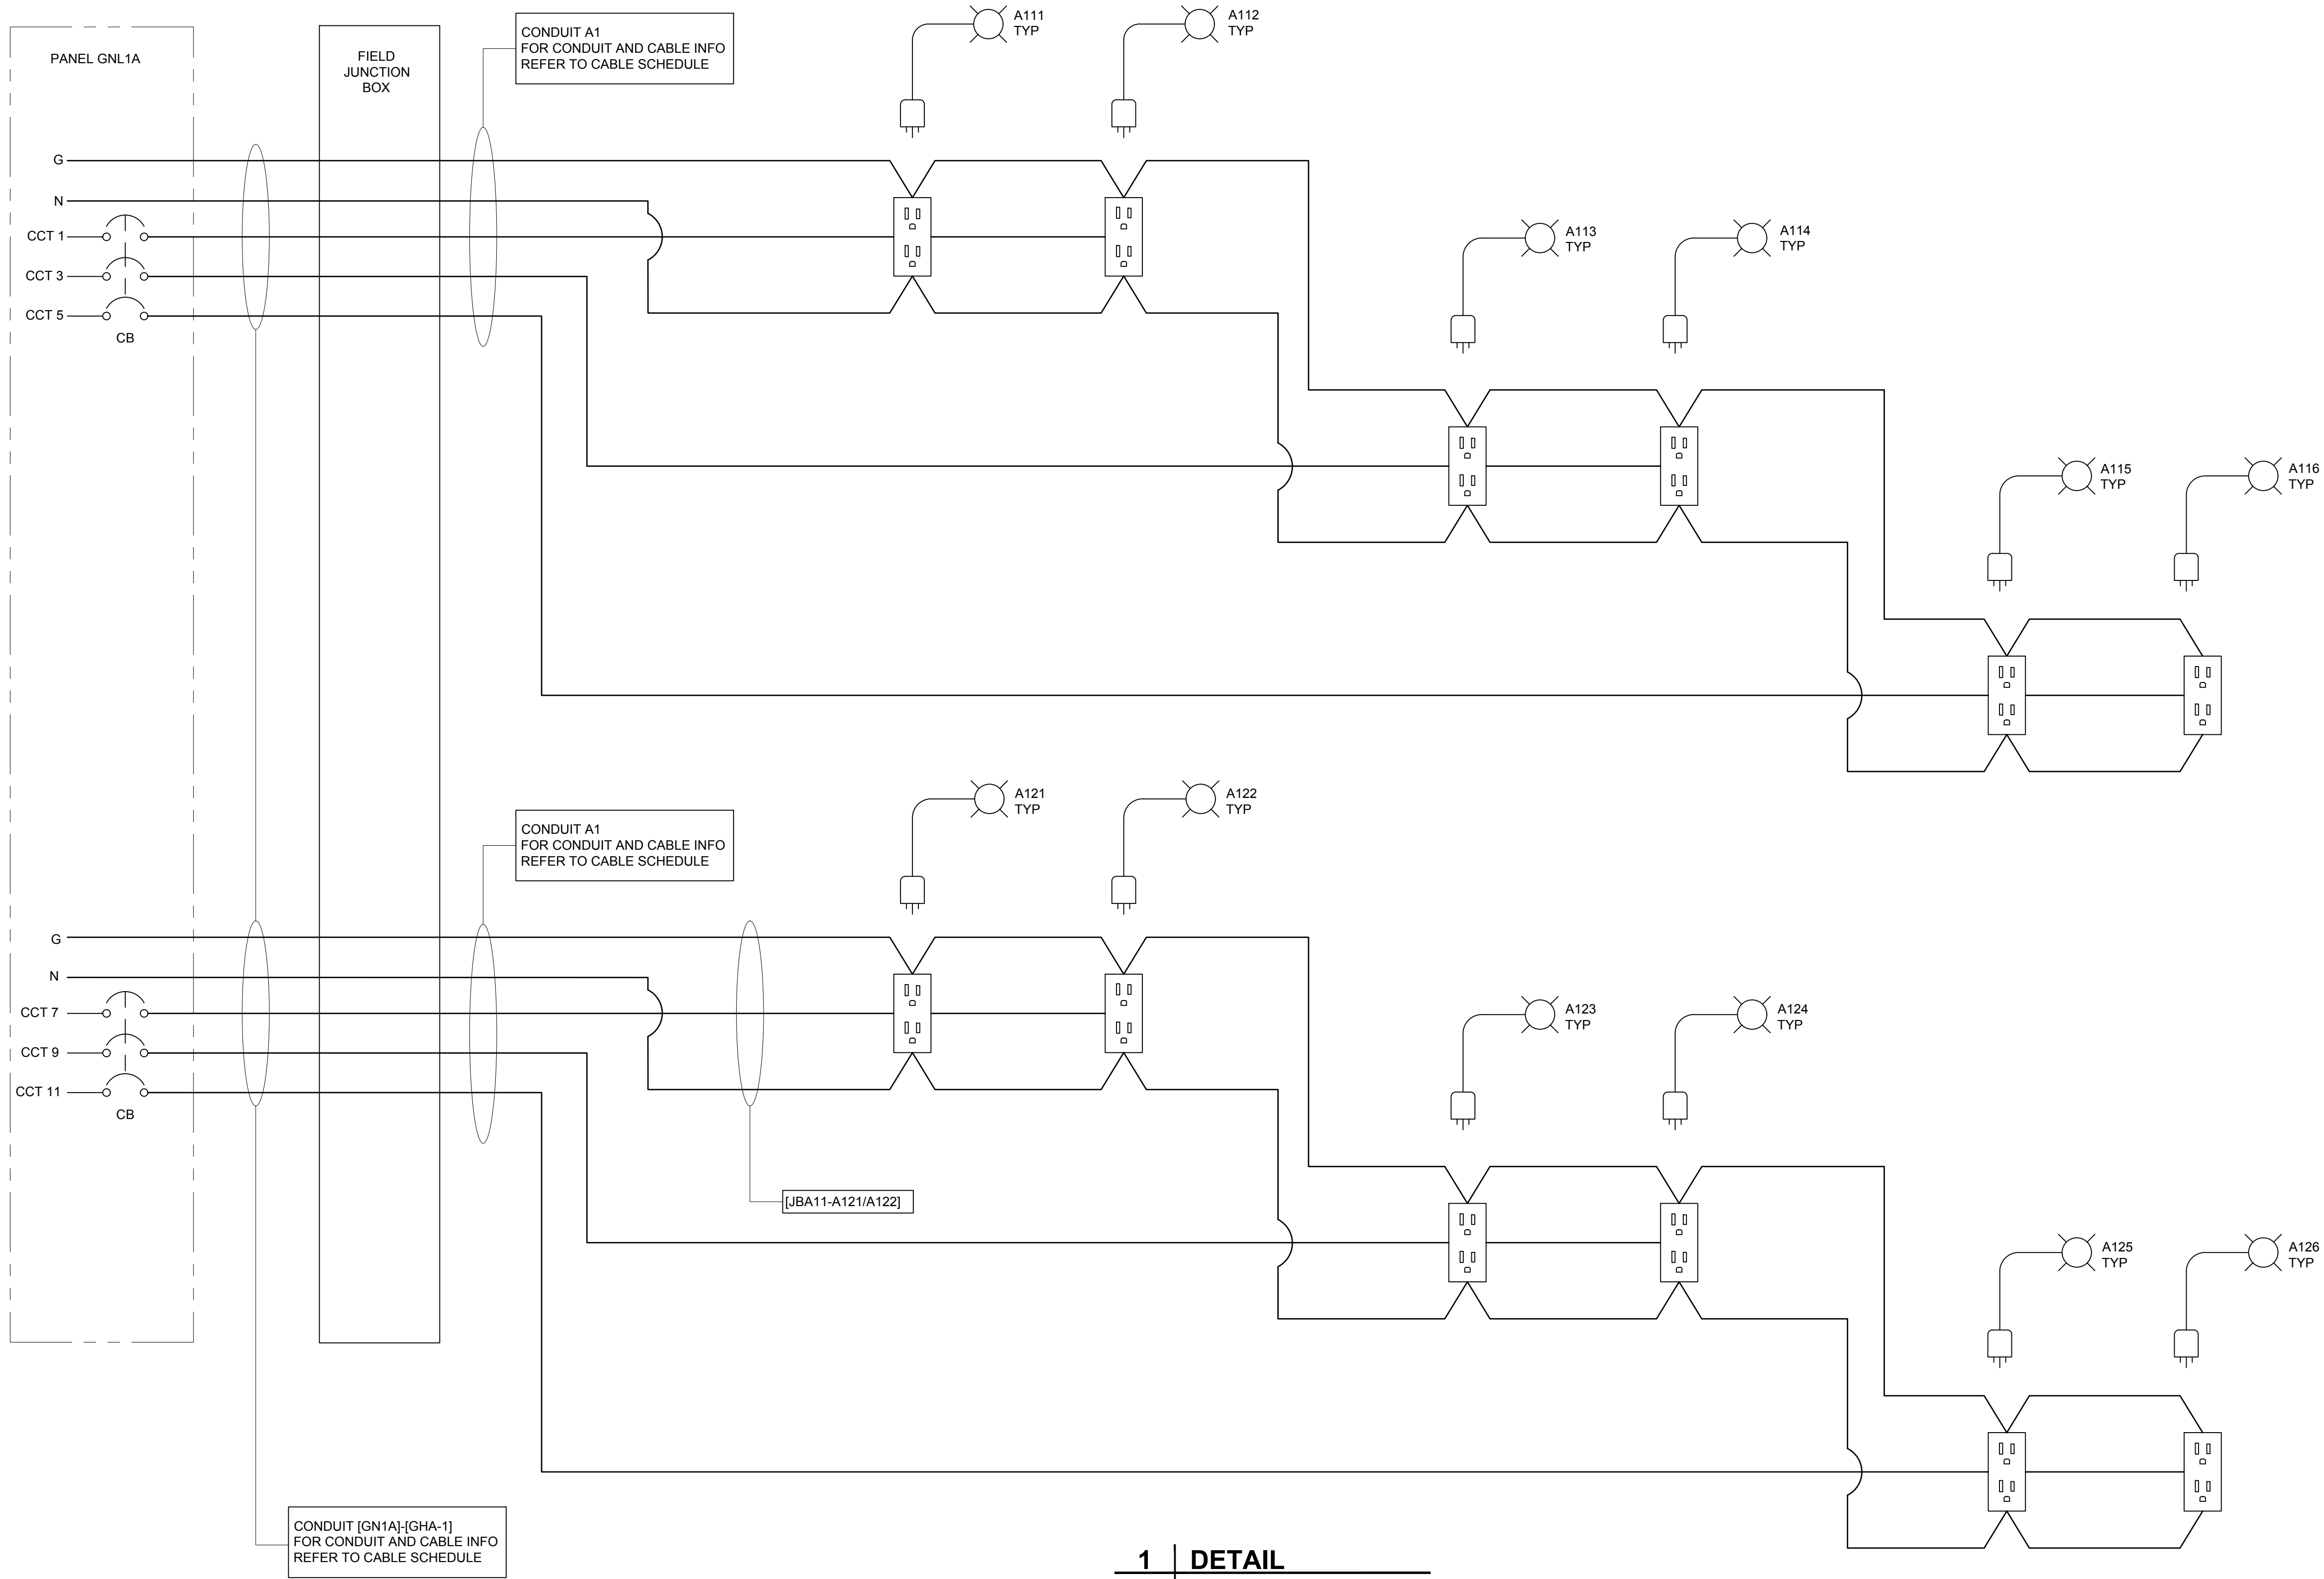 PANEL GNL1A
FIELD
JUNCTION
BOX
CONDUIT A1
FOR CONDUIT AND CABLE INFO
REFER TO CABLE SCHEDULE
A111
TYP
A112
TYP
G
N
CCT 1
CCT 3
CCT 5
CB
A113
TYP
A114
TYP
A115
TYP
A116
TYP
CONDUIT A1
FOR CONDUIT AND CABLE INFO
REFER TO CABLE SCHEDULE
A121
TYP
A122
TYP
G
N
CCT 7
CCT 9
CCT 11
CB
A123
TYP
A124
TYP
[JBA11-A121/A122]
A125
TYP
A126
TYP
CONDUIT [GN1A]-[GHA-1]
FOR CONDUIT AND CABLE INFO
REFER TO CABLE SCHEDULE
1 DETAIL